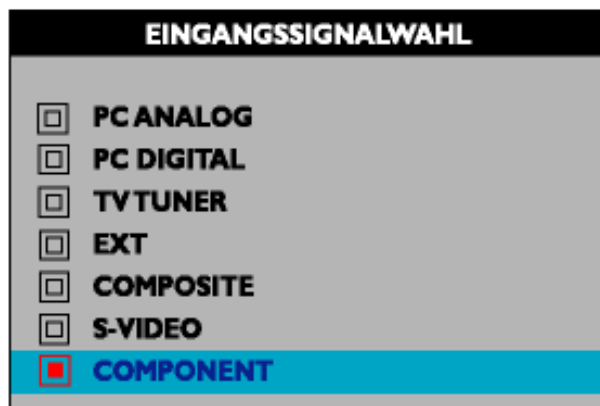 EINGANGSSIGNALWAHL
PC ANALOG
PC DIGITAL
TV TUNER
EXT
COMPOSITE
S-VIDEO
COMPONENT